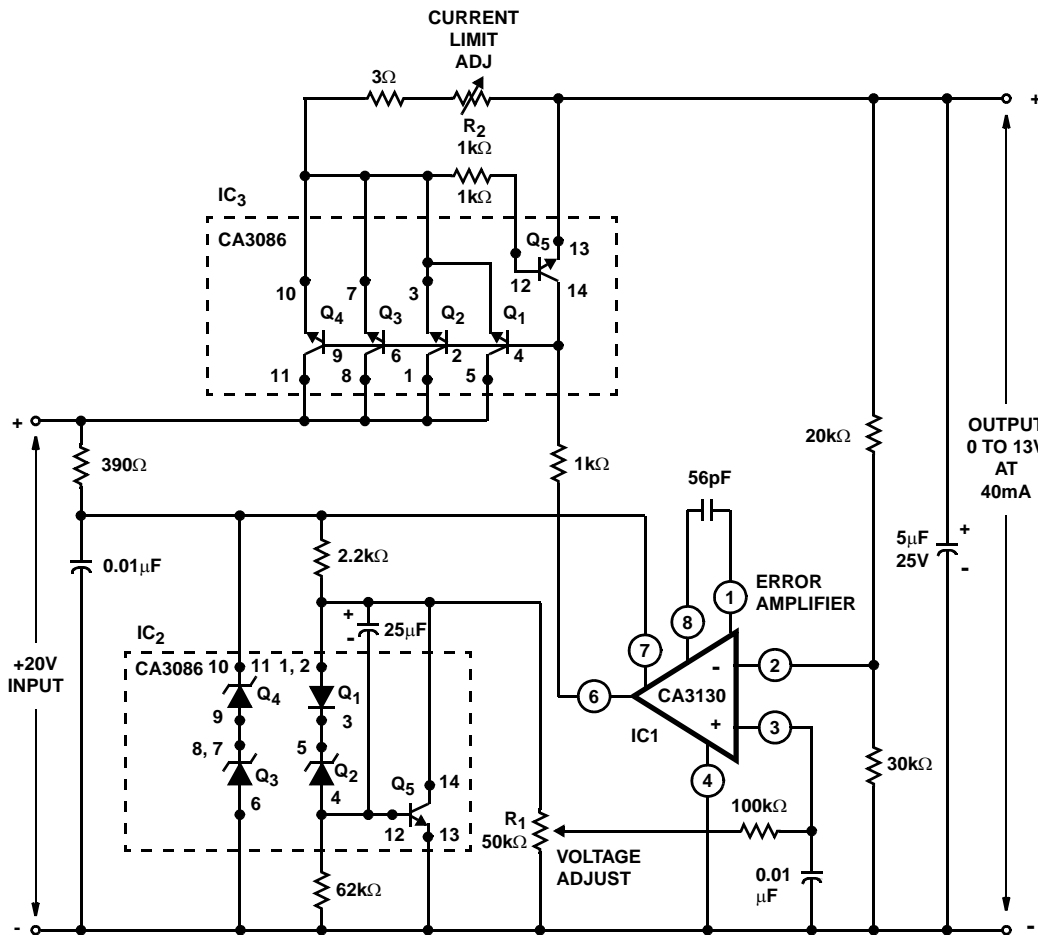 CURRENT
LIMIT
ADJ
3Ω
R2
1kΩ
1kΩ
+
IC3
CA3086
Q5
13
12
14
10
7
3
Q4
Q3
Q2
Q1
9
6
2
4
11
8
1
5
+
390Ω
1kΩ
20kΩ
OUTPUT
0 TO 13V
AT
40mA
56pF
5μF
25V
+
-
0.01μF
2.2kΩ
ERROR
AMPLIFIER
1
8
7
+
-
25μF
IC2
CA3086
10
11
1, 2
+20V
INPUT
Q4
Q1
9
3
8, 7
5
Q3
Q2
6
4
Q5
14
12
13
6
-
CA3130
+
IC1
2
3
4
30kΩ
R1
50kΩ
100kΩ
VOLTAGE
ADJUST
0.01
μF
62kΩ
-
-